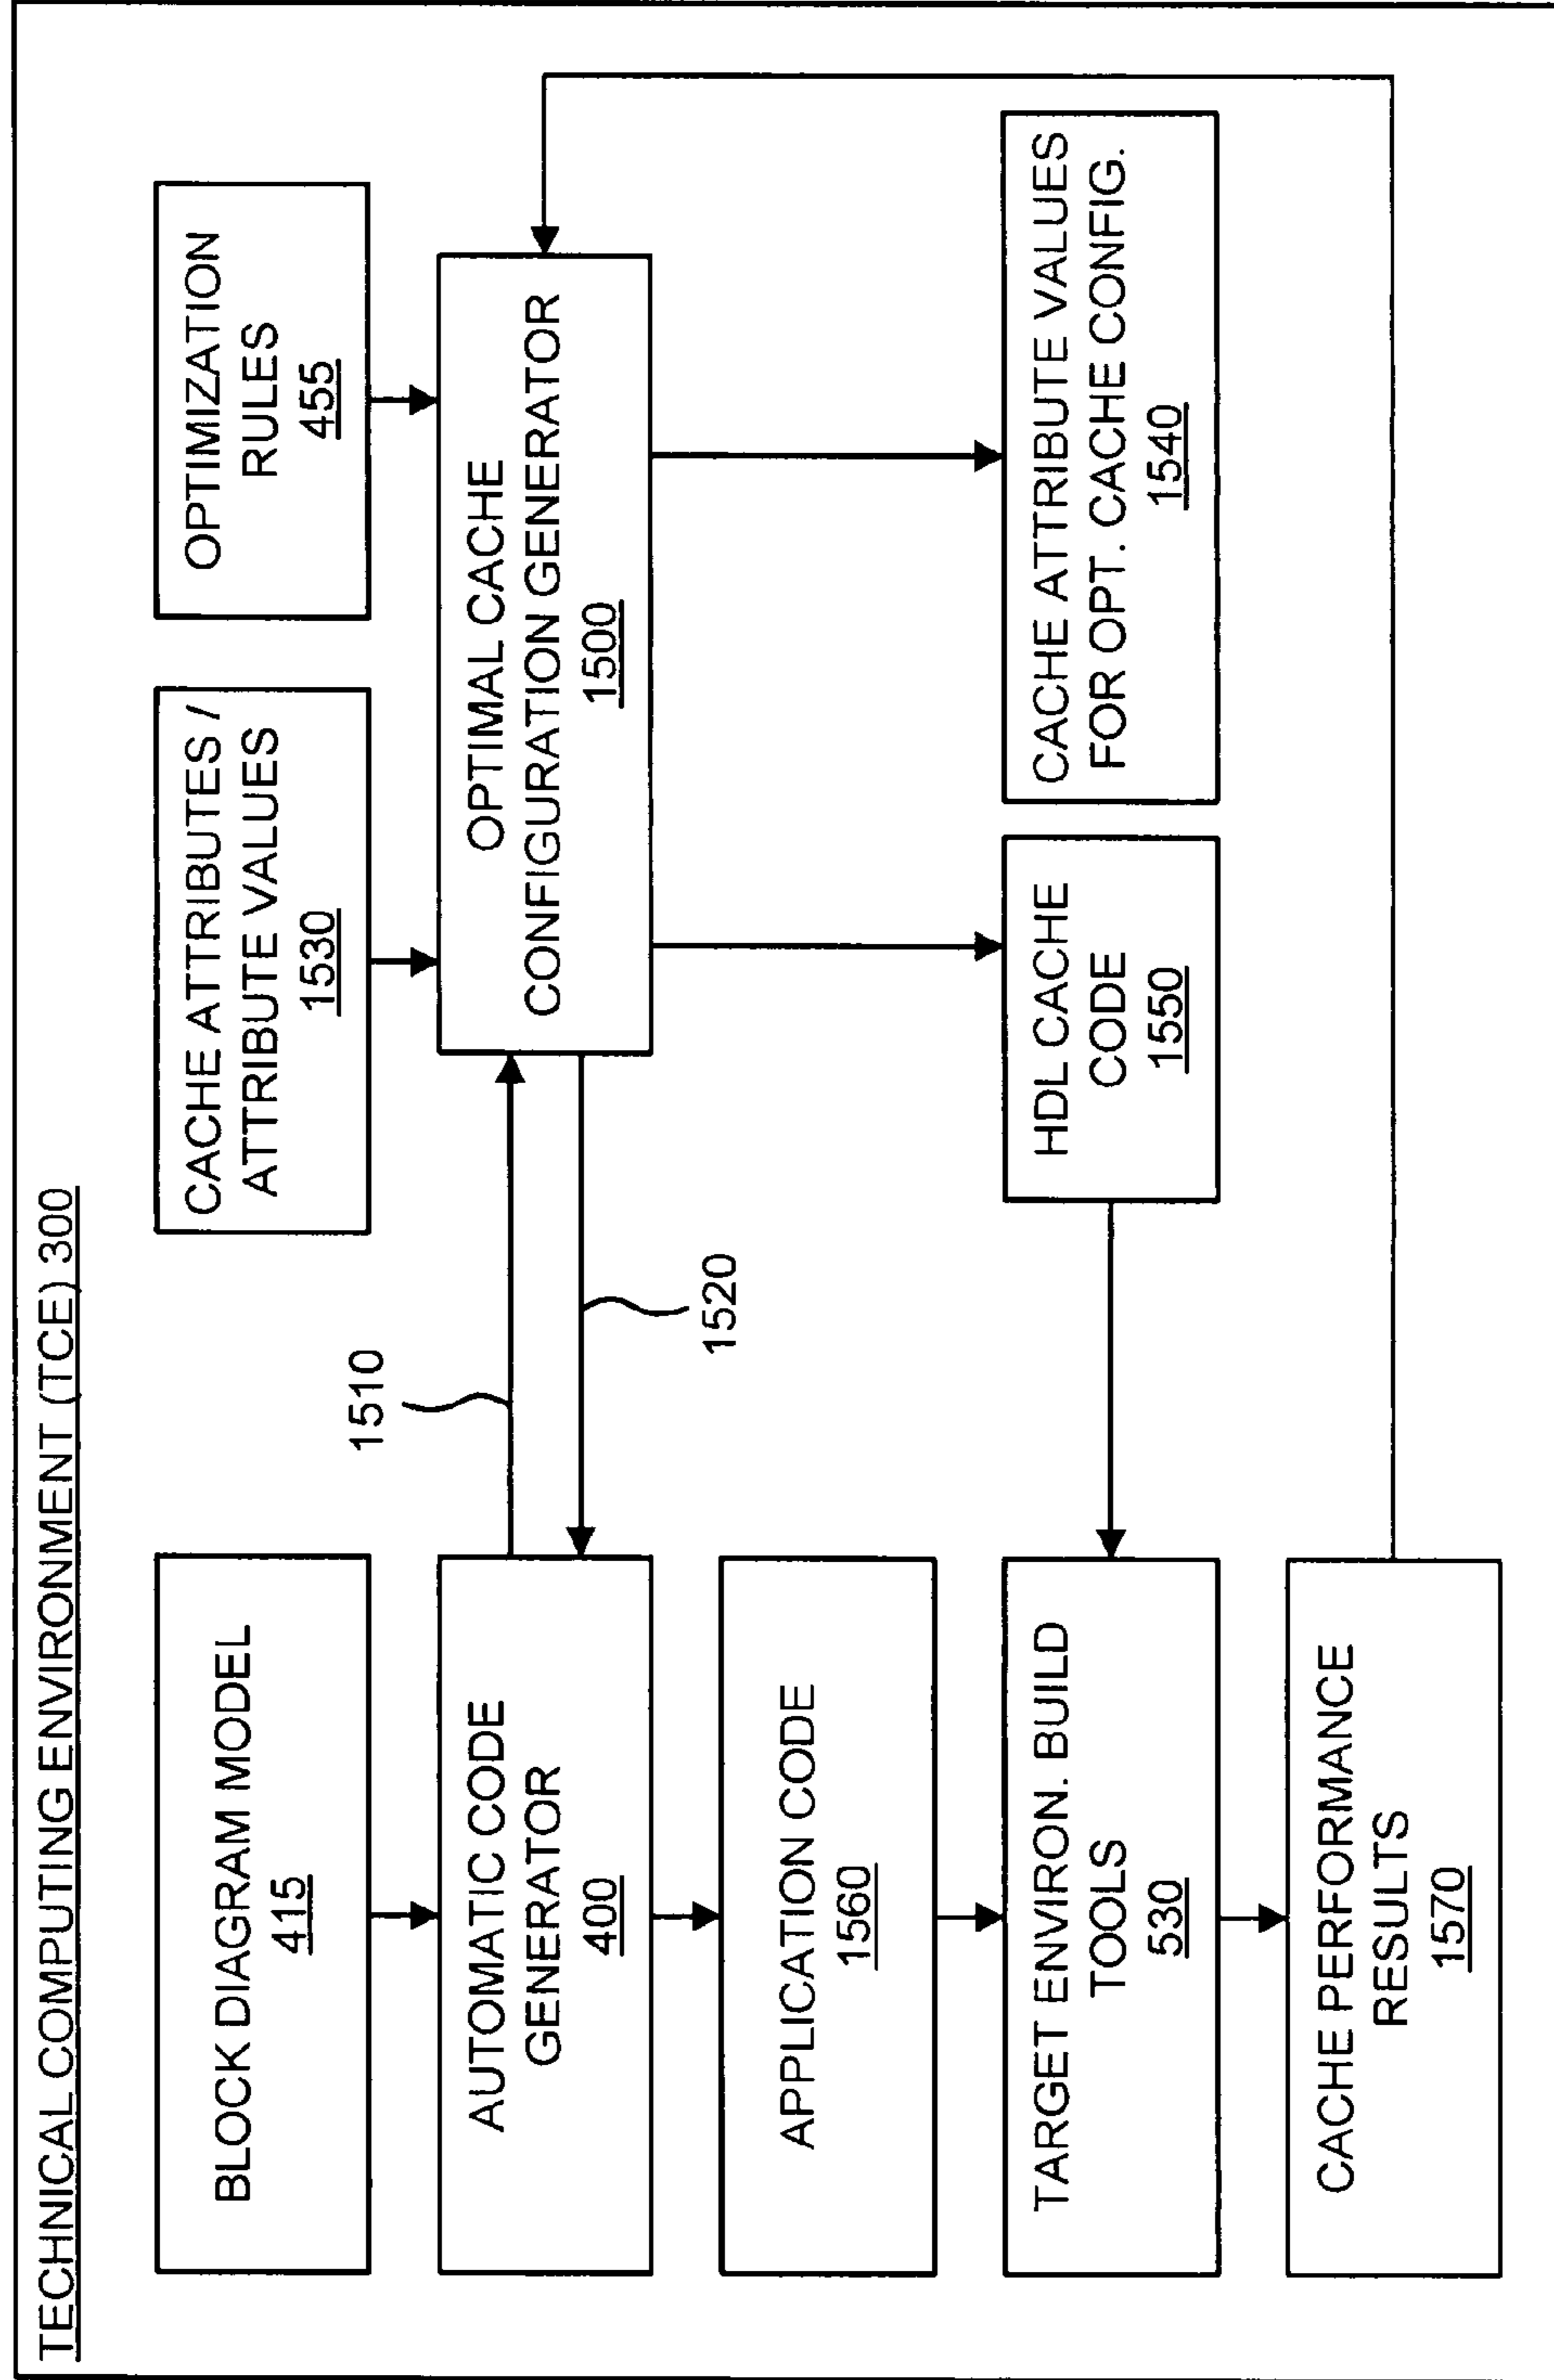 TECHNICAL COMPUTING ENVIRONMENT (TCE) 300
BLOCK DIAGRAM MODEL
415
CACHE ATTRIBUTES /
ATTRIBUTE VALUES
1530
OPTIMIZATION
RULES
455
AUTOMATIC CODE
GENERATOR
400
1510
1520
OPTIMAL CACHE
CONFIGURATION GENERATOR
1500
APPLICATION CODE
1560
TARGET ENVIRON. BUILD
TOOLS
530
HDL CACHE
CODE
1550
CACHE ATTRIBUTE VALUES
FOR OPT. CACHE CONFIG.
1540
CACHE PERFORMANCE
RESULTS
1570